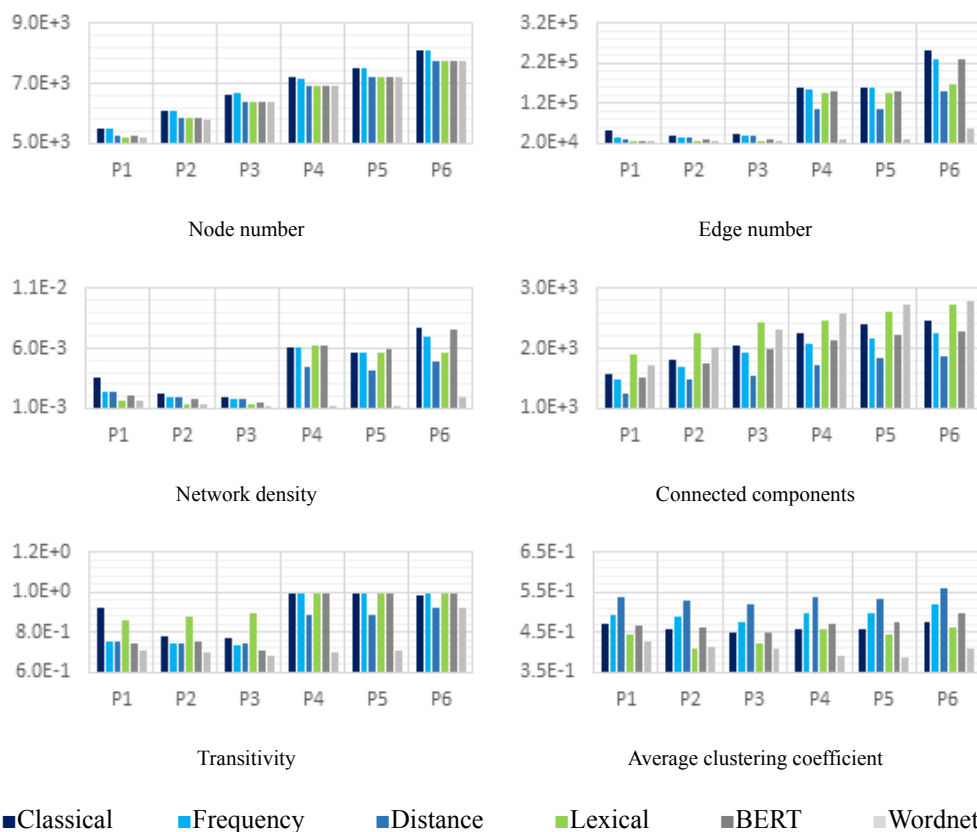 9.0E+3
7.0E+3
5.0E+3
P1 P2 P3 P4 P5 P6
Node number
3.2E+5
2.2E+5
1.2E+5
2.0E+4
P1 P2 P3 P4 P5 P6
Edge number
1.1E-2
6.0E-3
1.0E-3
P1 P2 P3 P4 P5 P6
Network density
3.0E+3
2.0E+3
1.0E+3
P1 P2 P3 P4 P5 P6
Connected components
1.2E+0
1.0E+0
8.0E-1
6.0E-1
P1 P2 P3 P4 P5 P6
Transitivity
6.5E-1
5.5E-1
4.5E-1
3.5E-1
P1 P2 P3 P4 P5 P6
Average clustering coefficient
Classical Frequency Distance Lexical BERT Wordnet